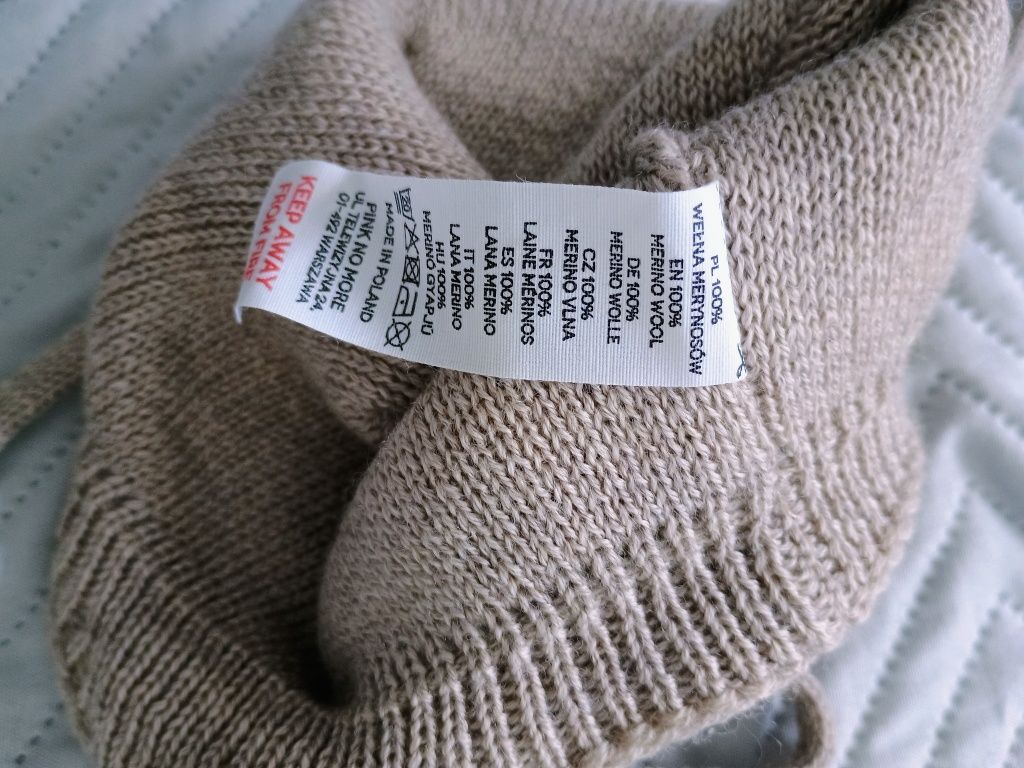 PL 100%
WEŁNA MERYNOSÓW
EN 100%
MERINO WOOL
DE 100%
MERINO WOLLE
CZ 100%
MERINO VLNA
FR 100%
LAINE MÉRINOS
ES 100%
LANA MERINO
IT 100%
LANA MERINO
HU 100%
MERINO GYAPJÚ
20
MADE IN POLAND
PINK NO MORE
UL. TELEWIZYJNA 24,
01-492 WARSZAWA
KEEP AWAY
FROM FIRE